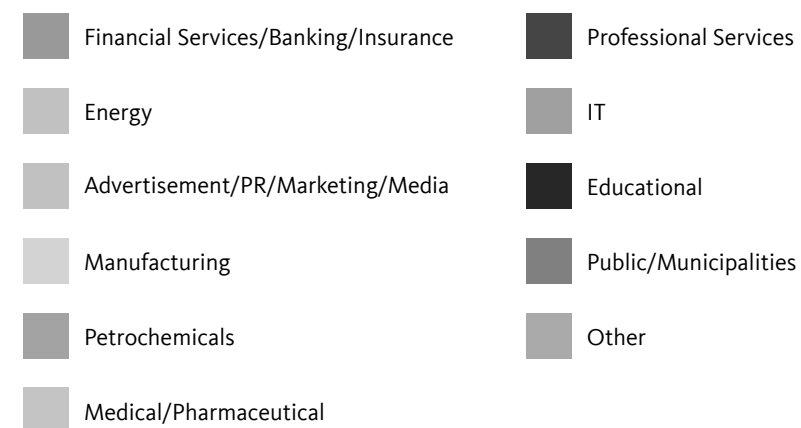 Financial Services/Banking/Insurance
Energy
Advertisement/PR/Marketing/Media
Manufacturing
Petrochemicals
Medical/Pharmaceutical
Professional Services
IT
Educational
Public/Municipalities
Other